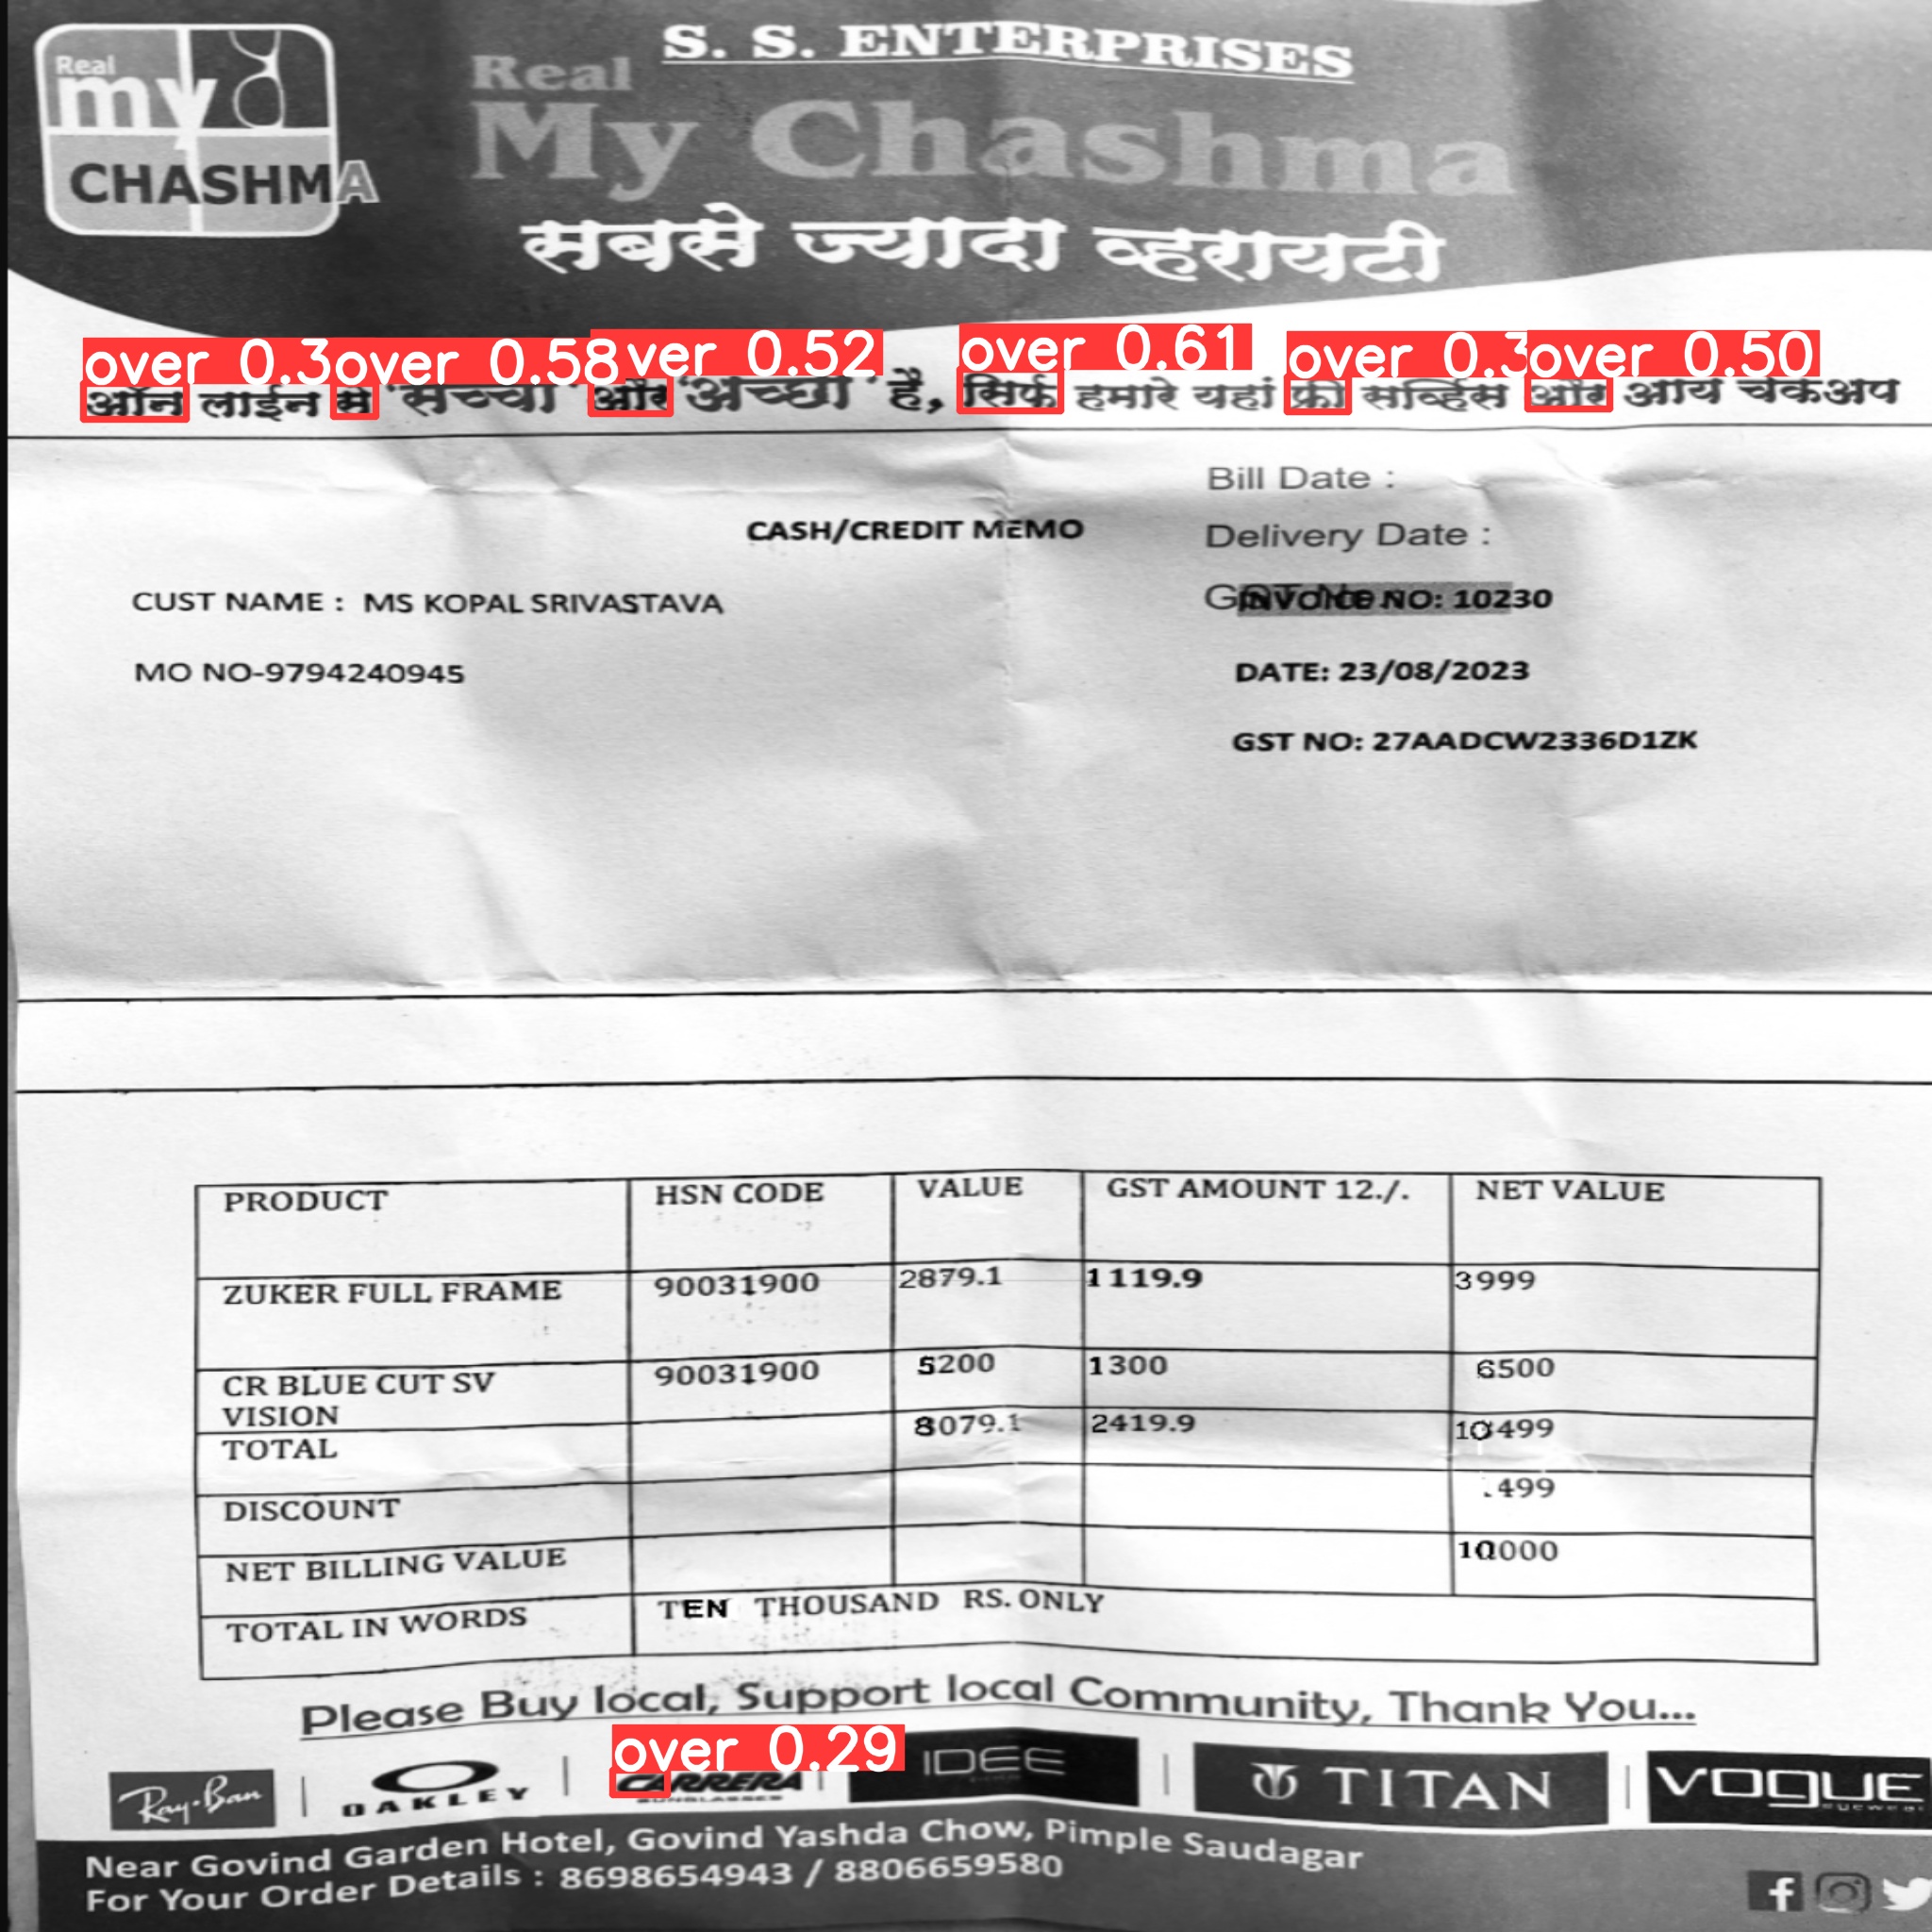 S. S. ENTERPRISES
Real
my
CHASHMA
Real
My Chashma
सबसे ज्यादा व्हरायटी
over 0.3 over 0.58 ver 0.52 over 0.61 over 0.3 over 0.50
ऑन लाईन से 'सच्चा' और 'अच्छा' है, सिर्फ हमारे यहां फ्री सर्व्हिस और आय चेकअप
Bill Date :
Delivery Date :
CASH/CREDIT MEMO
CUST NAME : MS KOPAL SRIVASTAVA
INVOICE NO: 10230
MO NO-9794240945
DATE: 23/08/2023
GST NO: 27AADCW2336D1ZK
PRODUCT HSN CODE VALUE GST AMOUNT 12./. NET VALUE
ZUKER FULL FRAME 90031900 2879.1 1119.9 3999
CR BLUE CUT SV VISION 90031900 5200 1300 6500
TOTAL 8079.1 2419.9 10499
DISCOUNT .499
NET BILLING VALUE 10000
TOTAL IN WORDS TEN THOUSAND RS. ONLY
Please Buy local, Support local Community, Thank You...
over 0.29
Ray-Ban | OAKLEY | CARRERA | IDEE | TITAN | VOGUE
SUNGLASSES eyewear
Near Govind Garden Hotel, Govind Yashda Chow, Pimple Saudagar
For Your Order Details : 8698654943 / 8806659580